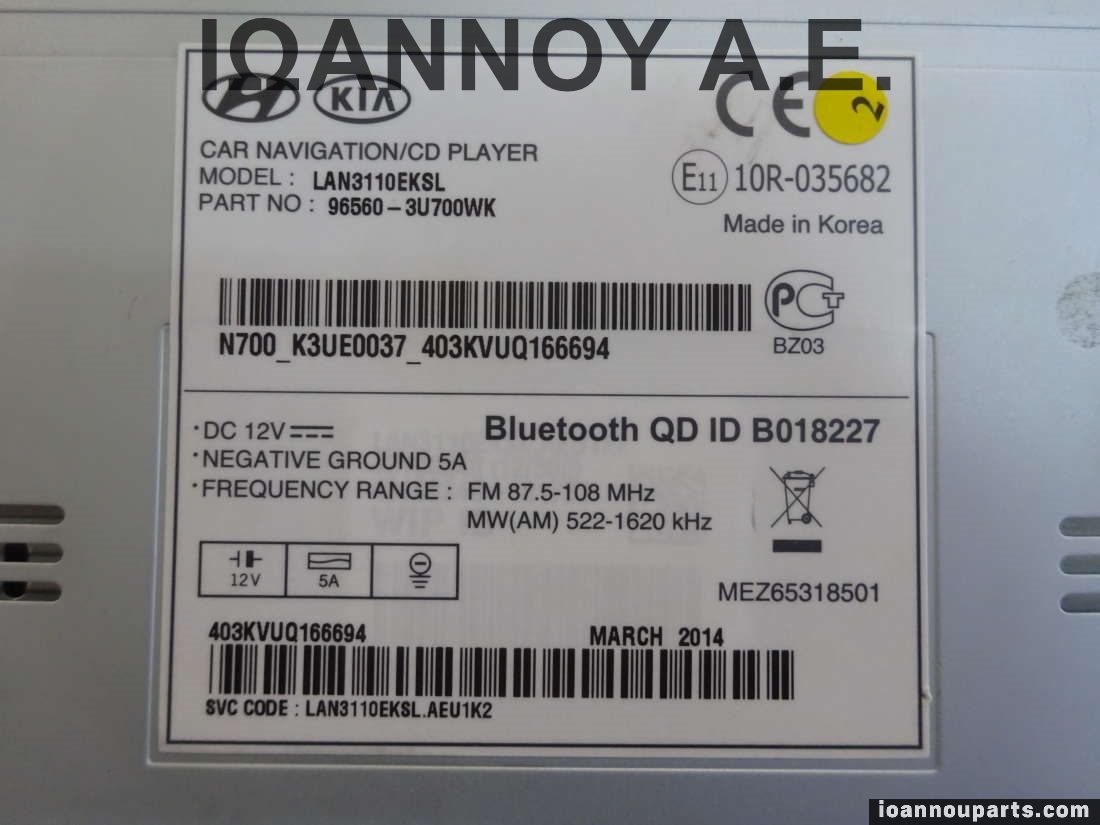 IOANNOY A.E.
KIA
CE 2
CAR NAVIGATION/CD PLAYER
MODEL : LAN3110EKSL
PART NO : 96560-3U700WK
E11 10R-035682
Made in Korea
N700_K3UE0037_403KVUQ166694
PCT
BZ03
·DC 12V
Bluetooth QD ID B018227
·NEGATIVE GROUND 5A
·FREQUENCY RANGE : FM 87.5-108 MHz
MW(AM) 522-1620 kHz
12V 5A
MEZ65318501
403KVUQ166694 MARCH 2014
SVC CODE : LAN3110EKSL.AEU1K2
ioannouparts.com